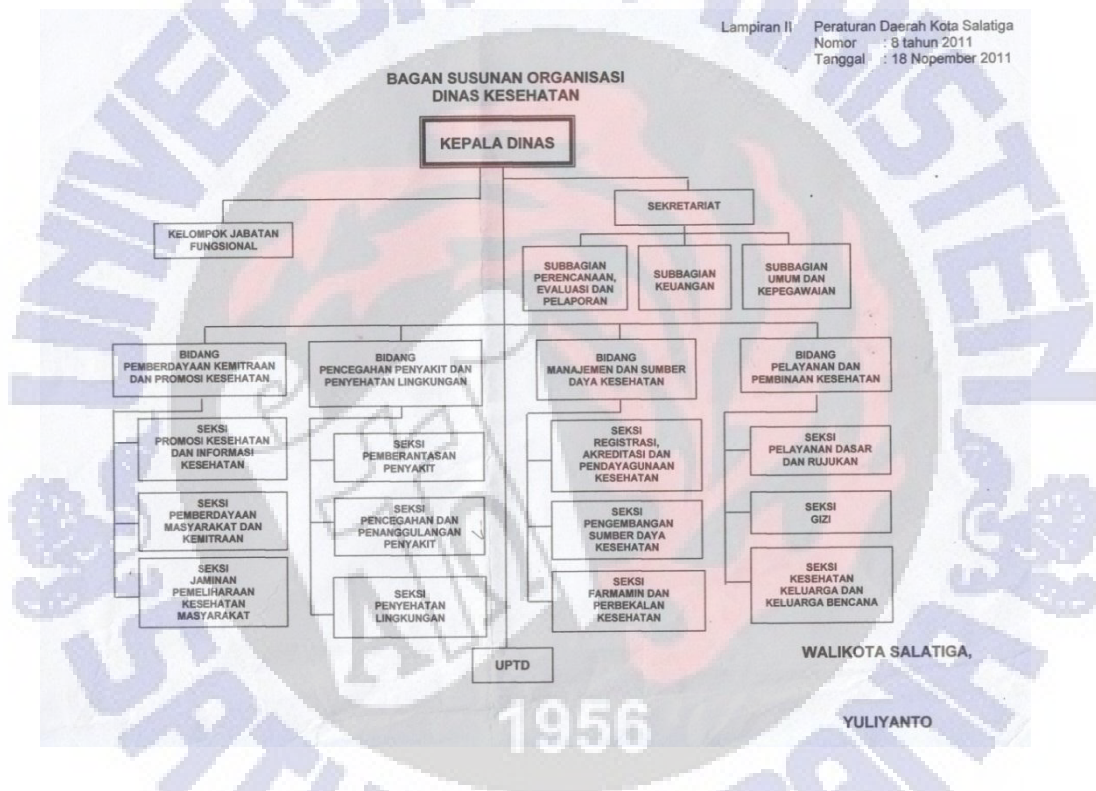 Lampiran II Peraturan Daerah Kota Salatiga
Nomor : 8 tahun 2011
Tanggal : 18 Nopember 2011
BAGAN SUSUNAN ORGANISASI
DINAS KESEHATAN
KEPALA DINAS
SEKRETARIAT
KELOMPOK JABATAN
FUNGSIONAL
SUBBAGIAN
PERENCANAAN,
EVALUASI DAN
PELAPORAN
SUBBAGIAN
KEUANGAN
SUBBAGIAN
UMUM DAN
KEPEGAWAIAN
BIDANG
PEMBERDAYAAN KEMITRAAN
DAN PROMOSI KESEHATAN
BIDANG
PENCEGAHAN PENYAKIT DAN
PENYEHATAN LINGKUNGAN
BIDANG
MANAJEMEN DAN SUMBER
DAYA KESEHATAN
BIDANG
PELAYANAN DAN
PEMBINAAN KESEHATAN
SEKSI
PROMOSI KESEHATAN
DAN INFORMASI
KESEHATAN
SEKSI
PEMBERANTASAN
PENYAKIT
SEKSI
REGISTRASI,
AKREDITASI DAN
PENDAYAGUNAAN
KESEHATAN
SEKSI
PELAYANAN DASAR
DAN RUJUKAN
SEKSI
PEMBERDAYAAN
MASYARAKAT DAN
KEMITRAAN
SEKSI
PENCEGAHAN DAN
PENANGGULANGAN
PENYAKIT
SEKSI
PENGEMBANGAN
SUMBER DAYA
KESEHATAN
SEKSI
GIZI
SEKSI
JAMINAN
PEMELIHARAAN
KESEHATAN
MASYARAKAT
SEKSI
PENYEHATAN
LINGKUNGAN
SEKSI
FARMAMIN DAN
PERBEKALAN
KESEHATAN
SEKSI
KESEHATAN
KELUARGA DAN
KELUARGA BENCANA
UPTD
WALIKOTA SALATIGA,
YULIYANTO
1956